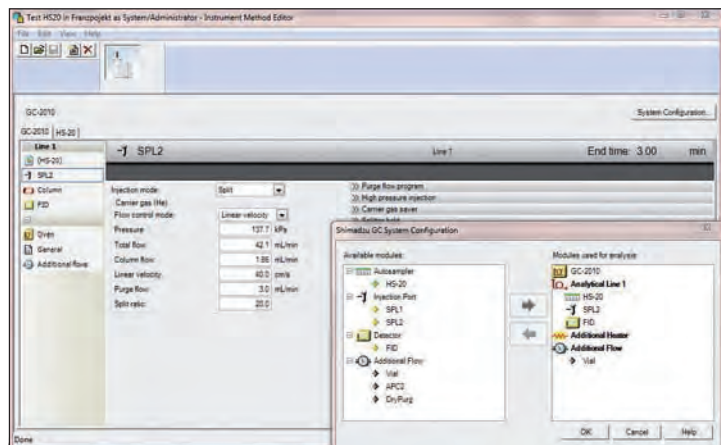 Test HS20 in Franzpojekt as System/Administrator - Instrument Method Editor
File Edit View Help
GC-2010
System Configuration...
GC-2010 HS-20
Line 1
(HS-20)
SPL2
Column
FID
Oven
General
Additional flows
SPL2
Line 1
End time: 3.00 min
Injection mode: Split
Carrier gas (He)
Flow control mode: Linear velocity
Pressure 137.7 kPa
Total flow: 42.1 mL/min
Column flow: 1.86 mL/min
Linear velocity: 40.0 cm/s
Purge flow: 3.0 mL/min
Split ratio: 20.0
Purge flow program
High pressure injection
Carrier gas saver
Shimadzu GC System Configuration
Available modules:
Autosampler
HS-20
Injection Port
SPL1
SPL2
Detector
FID
Additional Flow
Vial
APC2
DryPurg
Modules used for analysis:
GC-2010
Analytical Line 1
HS-20
SPL2
FID
Additional Heater
Additional Flow
Vial
OK Cancel Help
Done